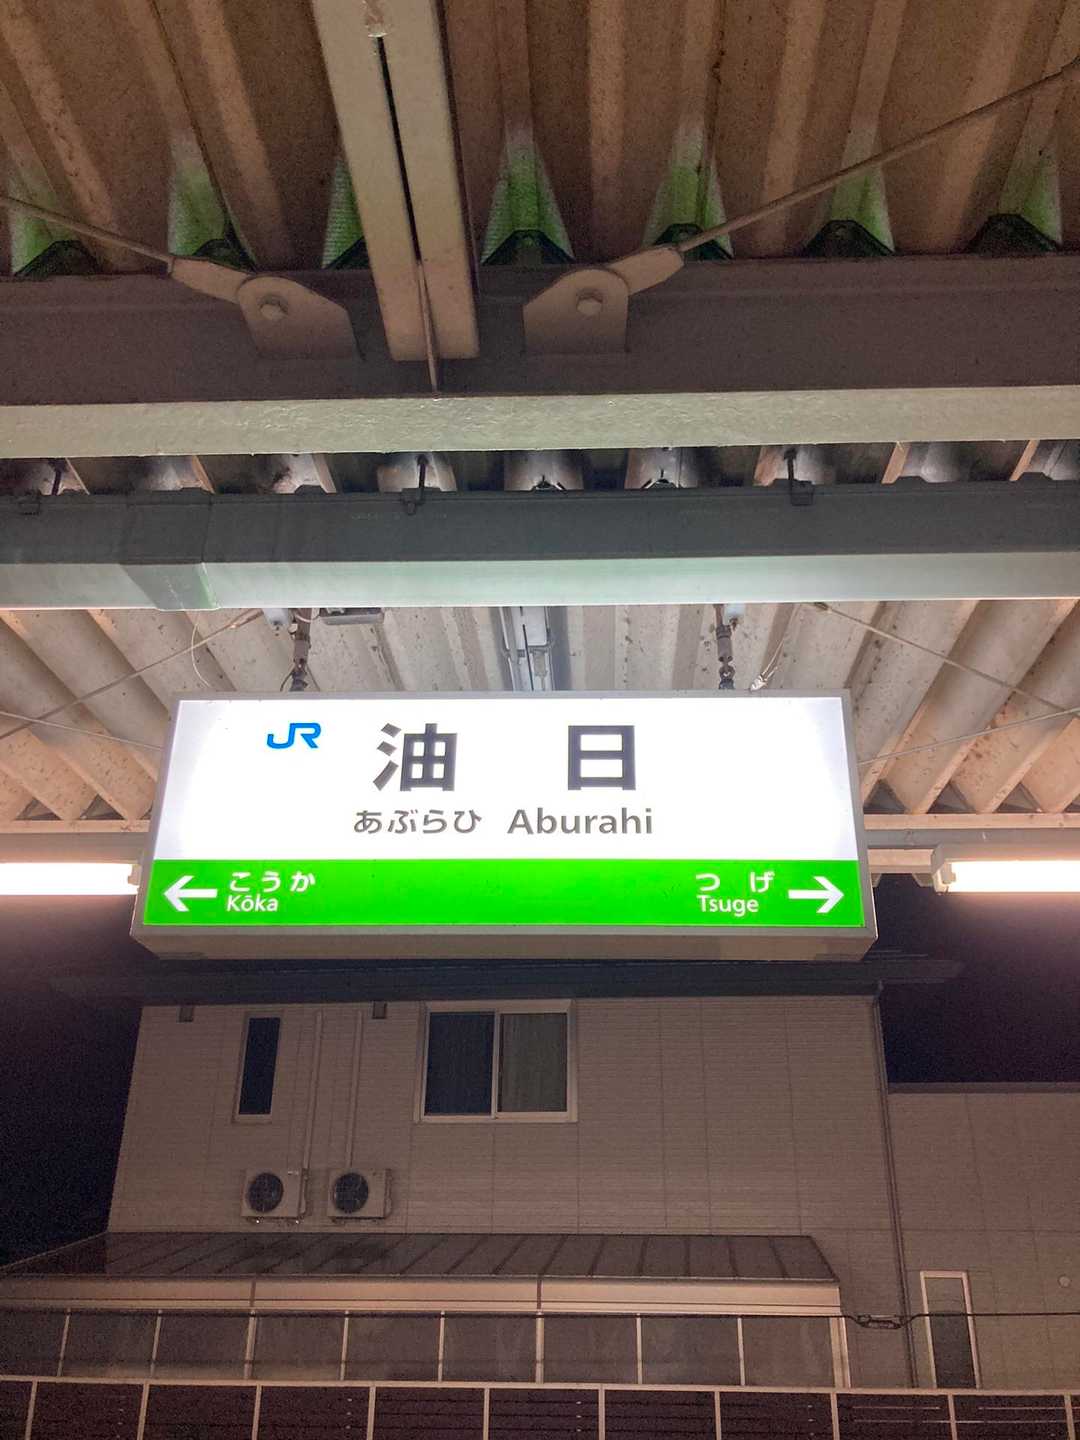 JR 油日
あぶらひ Aburahi
← こうか つげ →
Kōka Tsuge